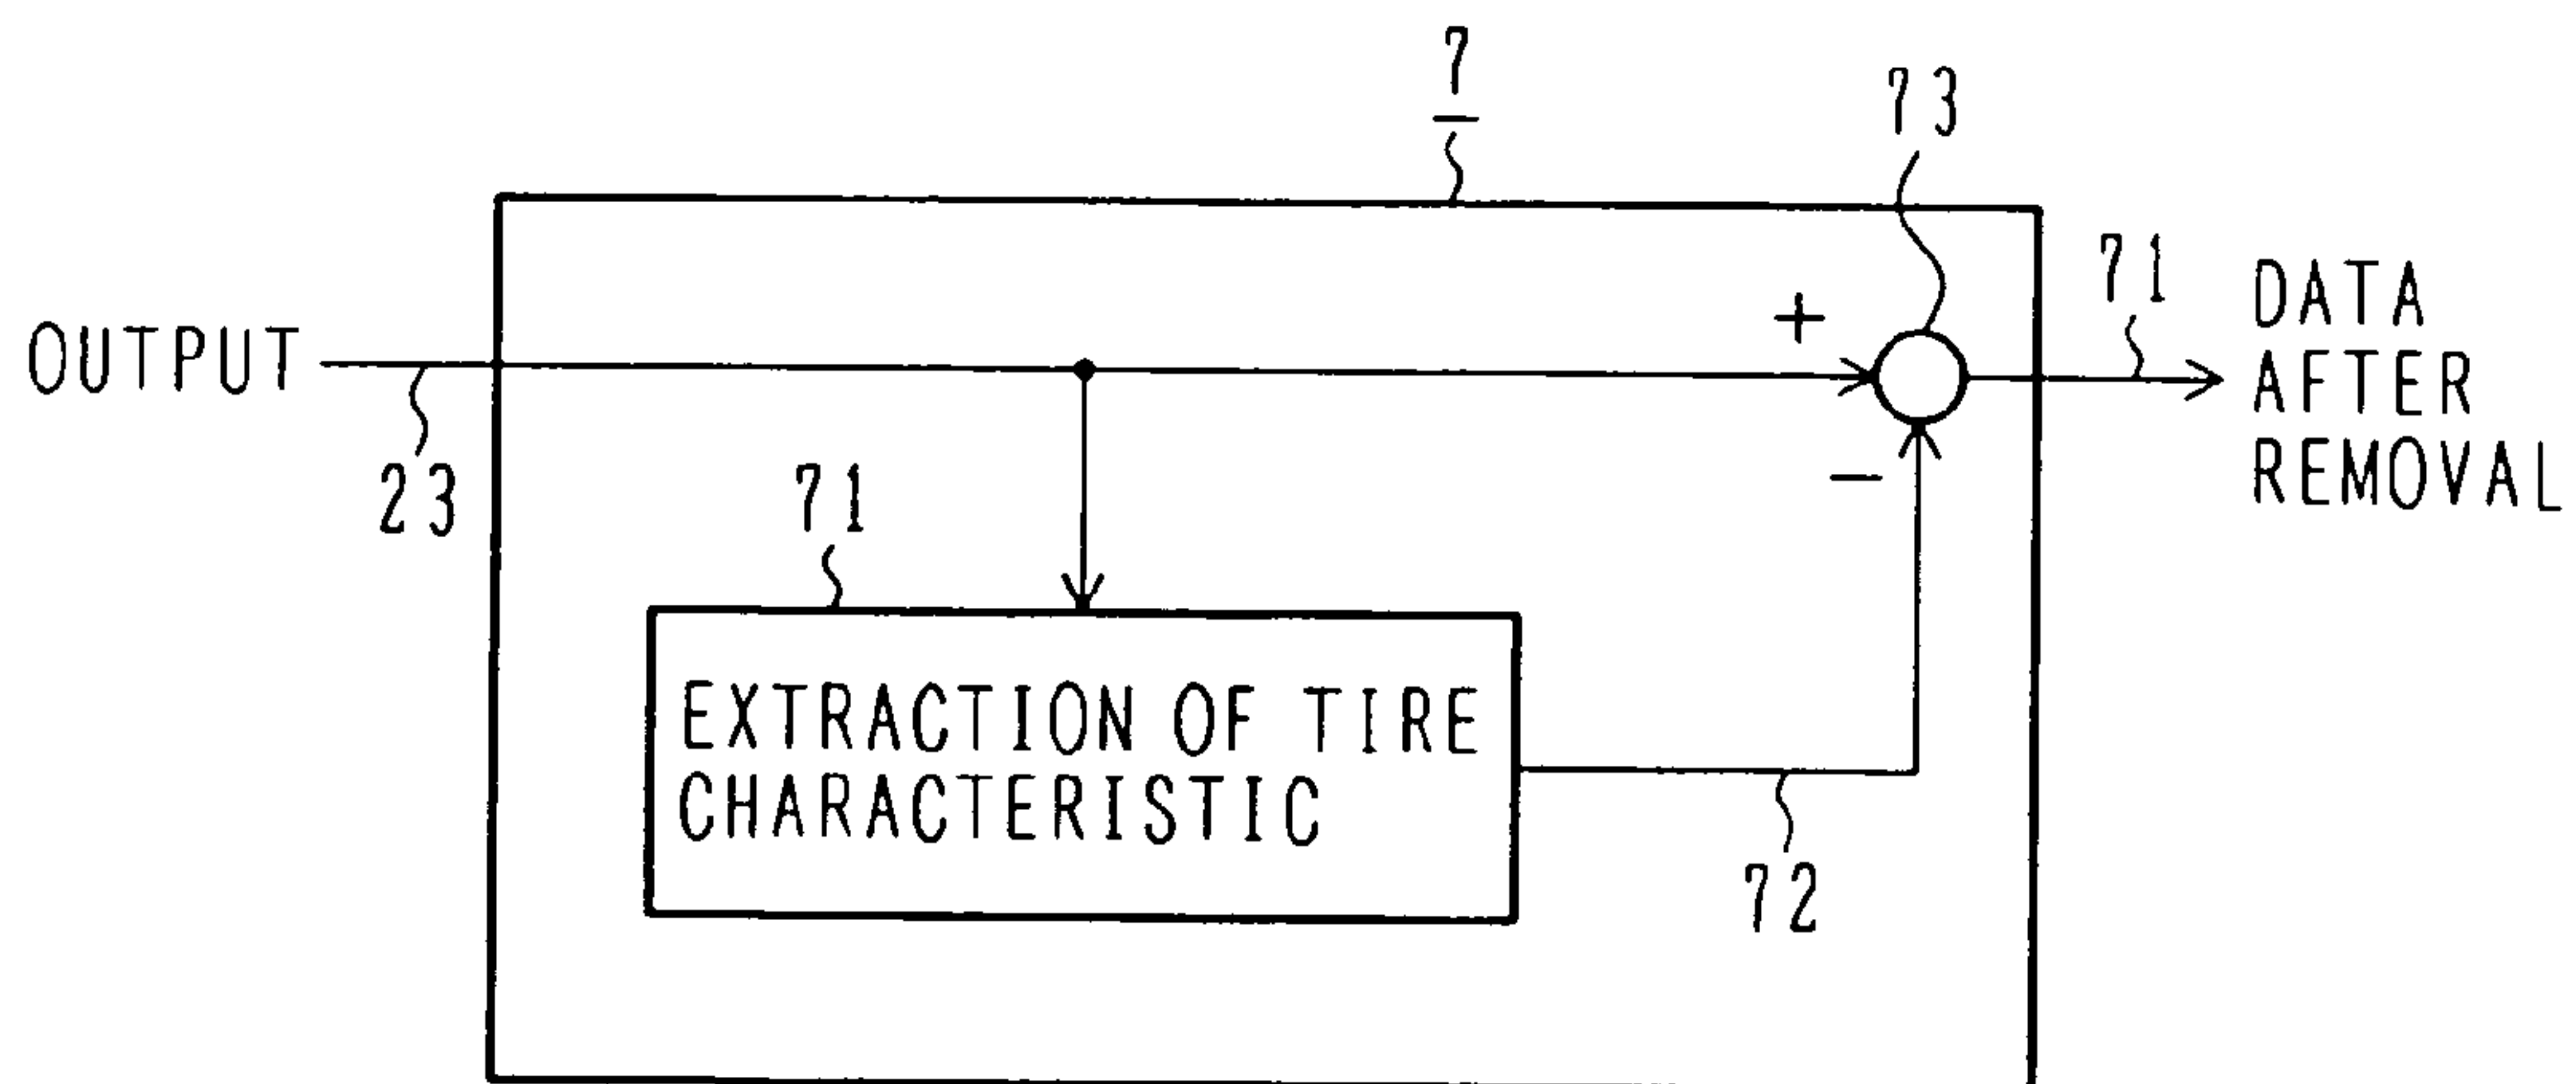 7
73
71
DATA
AFTER
REMOVAL
+
OUTPUT
23
−
71
EXTRACTION OF TIRE
CHARACTERISTIC
72